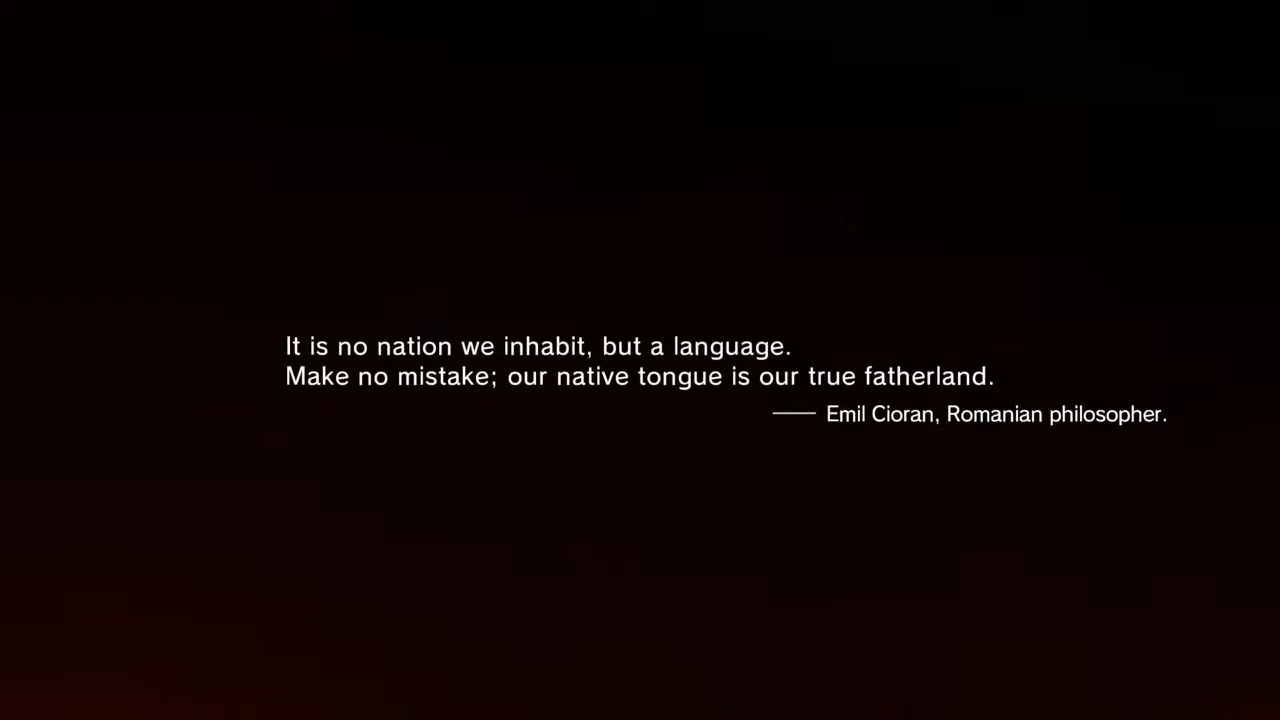 It is no nation we inhabit, but a language.
Make no mistake; our native tongue is our true fatherland.
—— Emil Cioran, Romanian philosopher.